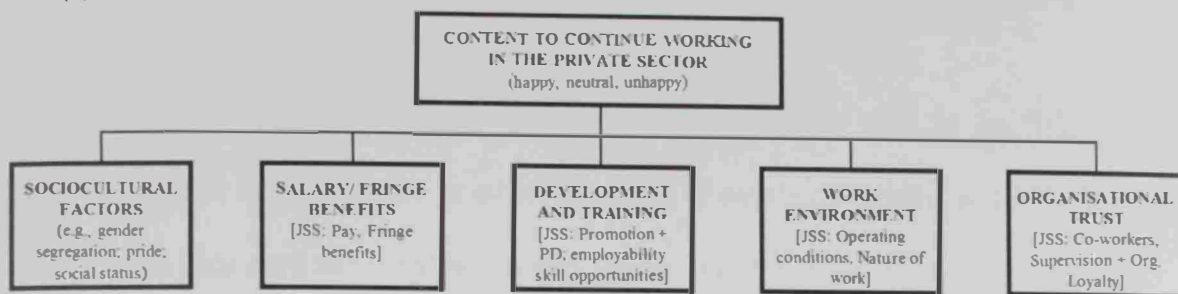 CONTENT TO CONTINUE WORKING
IN THE PRIVATE SECTOR
(happy, neutral, unhappy)
SOCIOCULTURAL
FACTORS
(e.g., gender
segregation; pride;
social status)
SALARY/ FRINGE
BENEFITS
[JSS: Pay, Fringe
benefits]
DEVELOPMENT
AND TRAINING
[JSS: Promotion +
PD; employability
skill opportunities]
WORK
ENVIRONMENT
[JSS: Operating
conditions, Nature of
work]
ORGANISATIONAL
TRUST
[JSS: Co-workers,
Supervision + Org.
Loyalty]